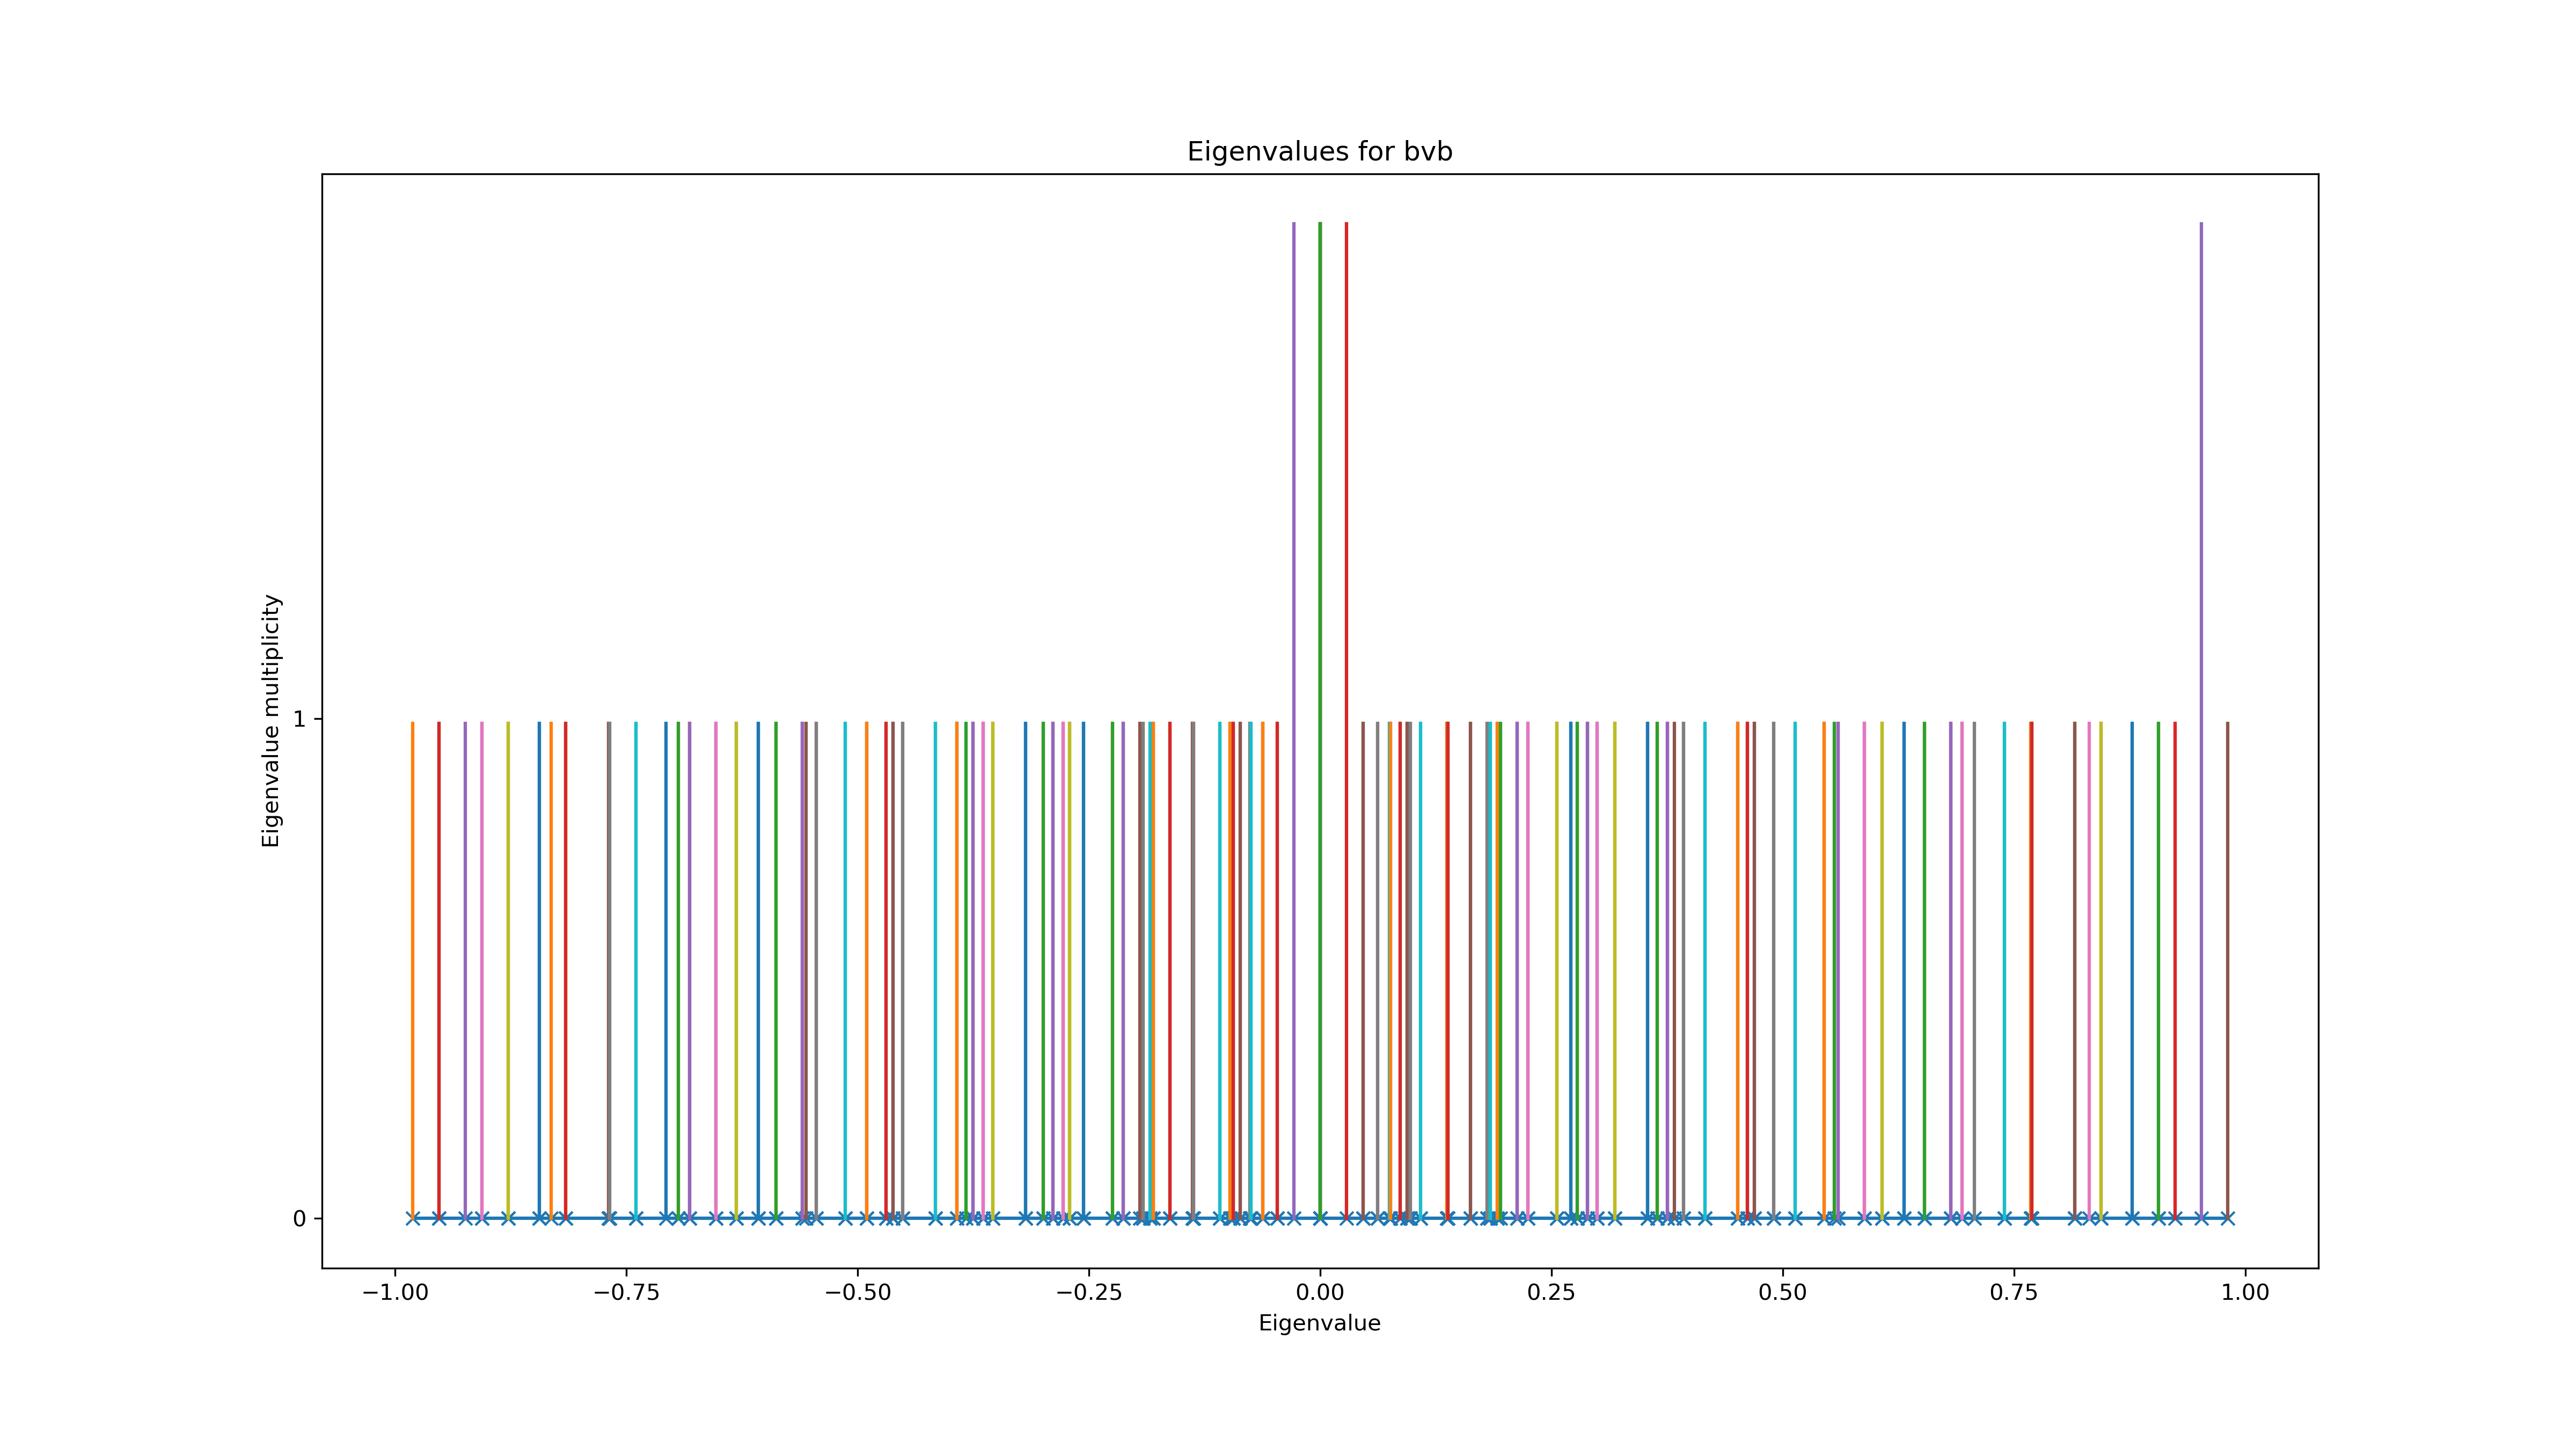 Eigenvalues for bvb
Eigenvalue multiplicity
1
0
−1.00 −0.75 −0.50 −0.25 0.00 0.25 0.50 0.75 1.00
Eigenvalue